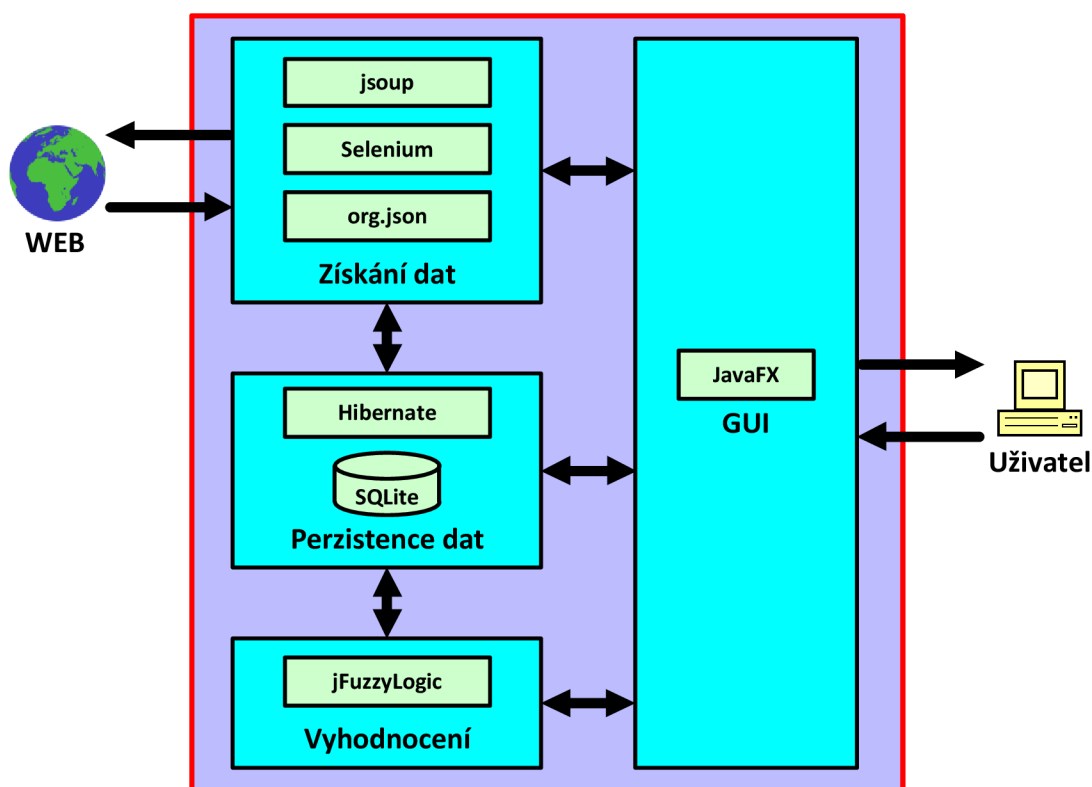 jsoup
Selenium
org.json
Získání dat
WEB
Hibernate
SQLite
Perzistence dat
jFuzzyLogic
Vyhodnocení
JavaFX
GUI
Uživatel